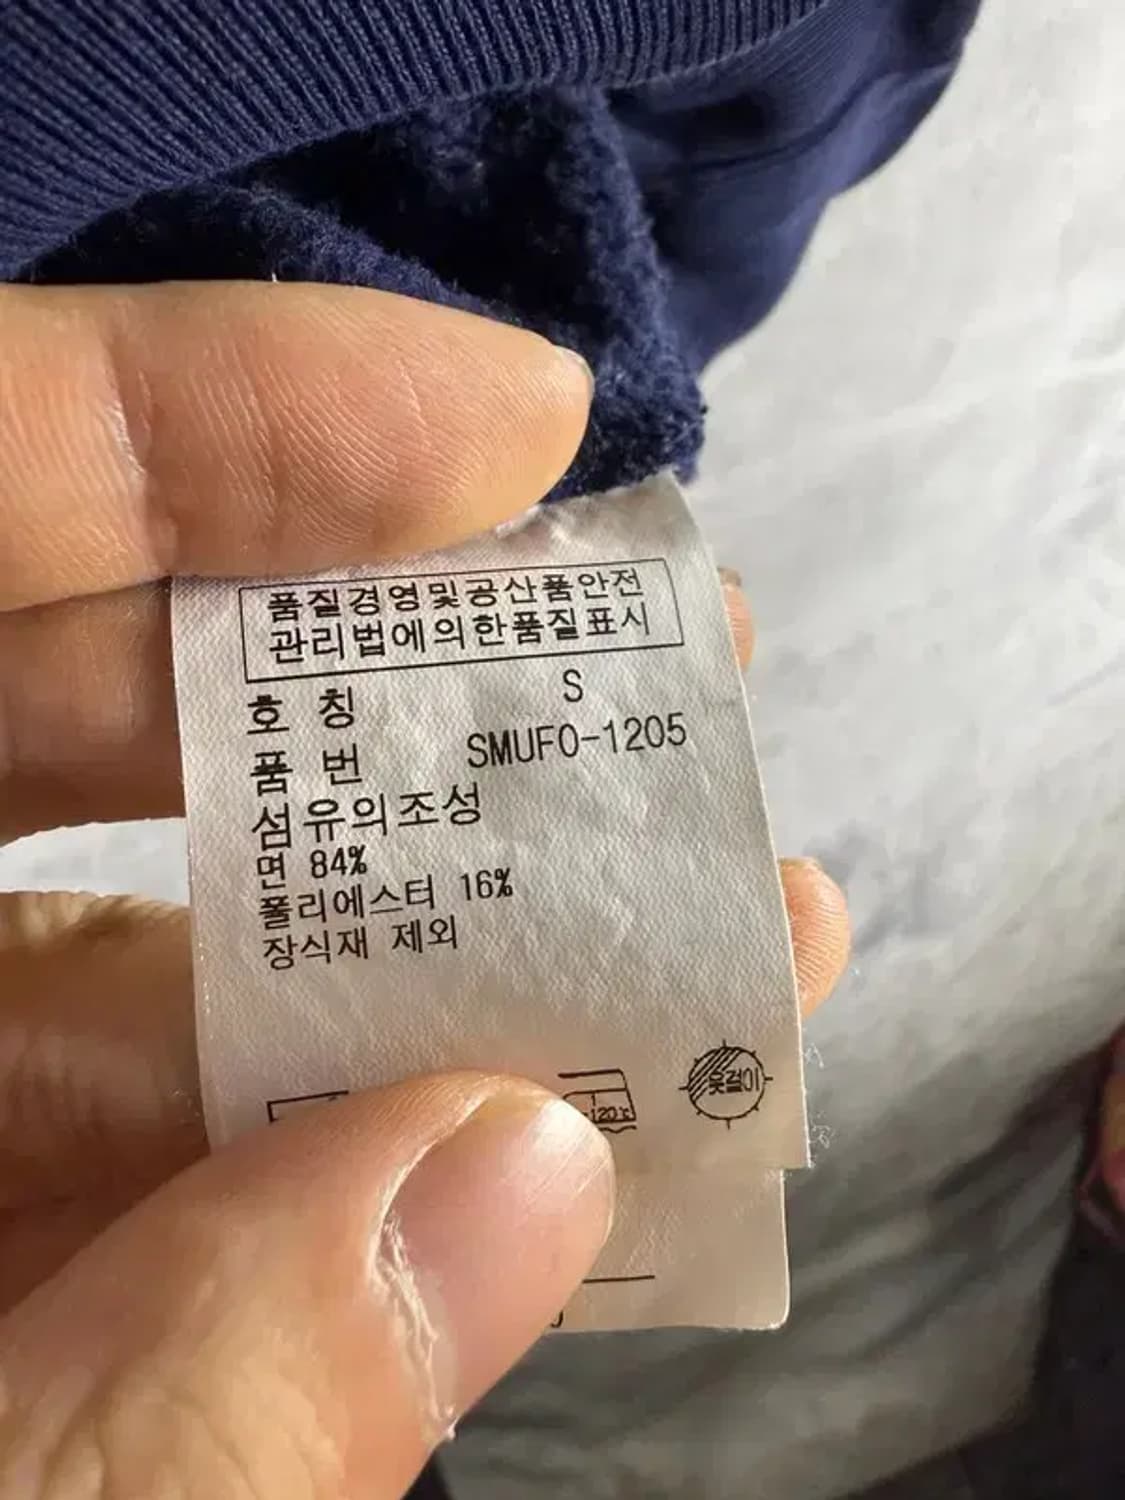 품질경영및공산품안전
관리법에의한품질표시
호 칭 S
품 번 SMUFO-1205
섬유의조성
면 84%
폴리에스터 16%
장식재 제외
120℃
옷걸이